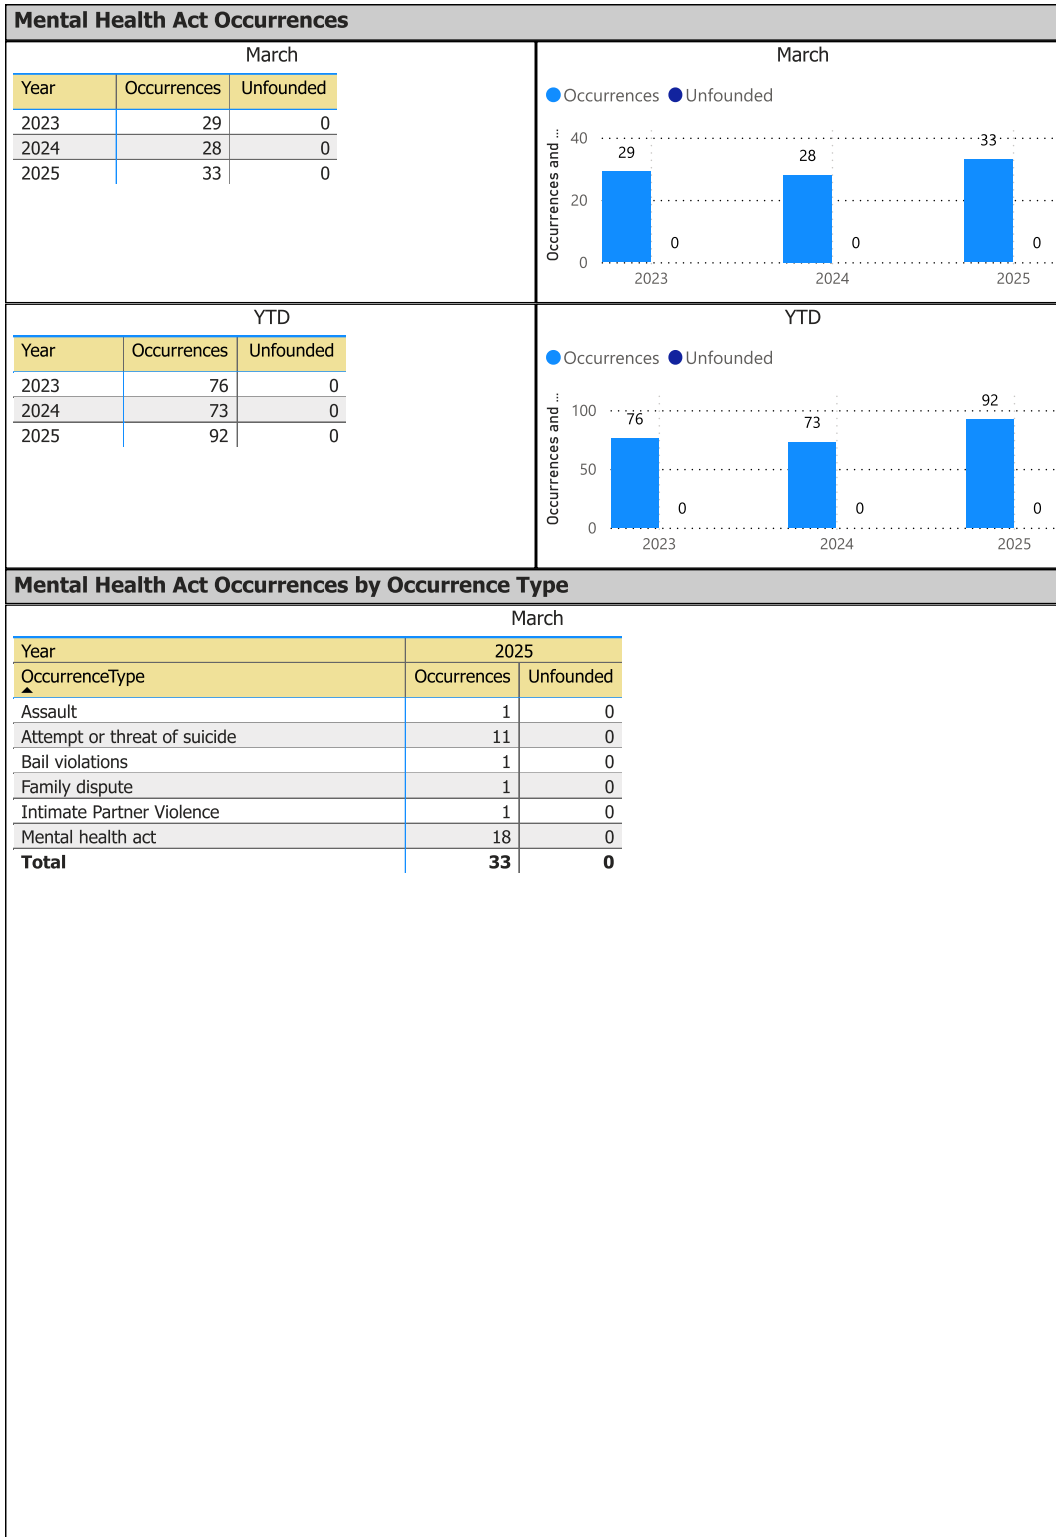 Mental Health Act Occurrences
March
Year Occurrences Unfounded
2023 29 0
2024 28 0
2025 33 0
March
Occurrences Unfounded
Occurrences and ...
40
20
0
29 0 28 0 33 0
2023 2024 2025
YTD
Year Occurrences Unfounded
2023 76 0
2024 73 0
2025 92 0
YTD
Occurrences Unfounded
Occurrences and ...
100
50
0
76 0 73 0 92 0
2023 2024 2025
Mental Health Act Occurrences by Occurrence Type
March
Year 2025
OccurrenceType Occurrences Unfounded
Assault 1 0
Attempt or threat of suicide 11 0
Bail violations 1 0
Family dispute 1 0
Intimate Partner Violence 1 0
Mental health act 18 0
Total 33 0